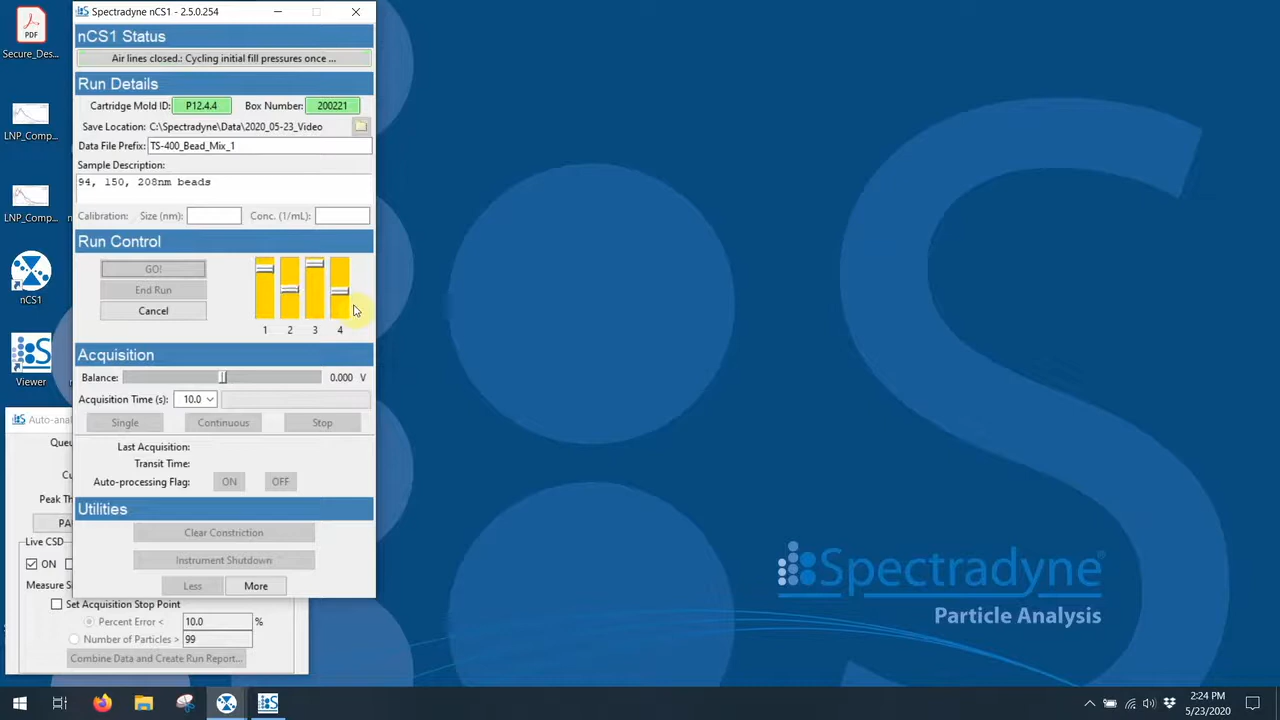 Secure_Des...
LNP_Comp...
LNP_Comp...
nCS1
Viewer
Spectradyne nCS1 - 2.5.0.254
nCS1 Status
Air lines closed.: Cycling initial fill pressures once ...
Run Details
Cartridge Mold ID: P12.4.4 Box Number: 200221
Save Location: C:\Spectradyne\Data\2020_05-23_Video
Data File Prefix: TS-400_Bead_Mix_1
Sample Description:
94, 150, 208nm beads
Calibration: Size (nm): Conc. (1/mL):
Run Control
GO!
End Run
Cancel
1 2 3 4
Acquisition
Balance: 0.000 V
Acquisition Time (s): 10.0
Single Continuous Stop
Last Acquisition:
Transit Time:
Auto-processing Flag: ON OFF
Utilities
Clear Constriction
Instrument Shutdown
Less More
Auto-anal
Queu
Cu
Peak Th
PA
Live CSD
ON
Measure Si
Set Acquisition Stop Point
Percent Error < 10.0 %
Number of Particles > 99
Combine Data and Create Run Report...
Spectradyne®
Particle Analysis
2:24 PM
5/23/2020